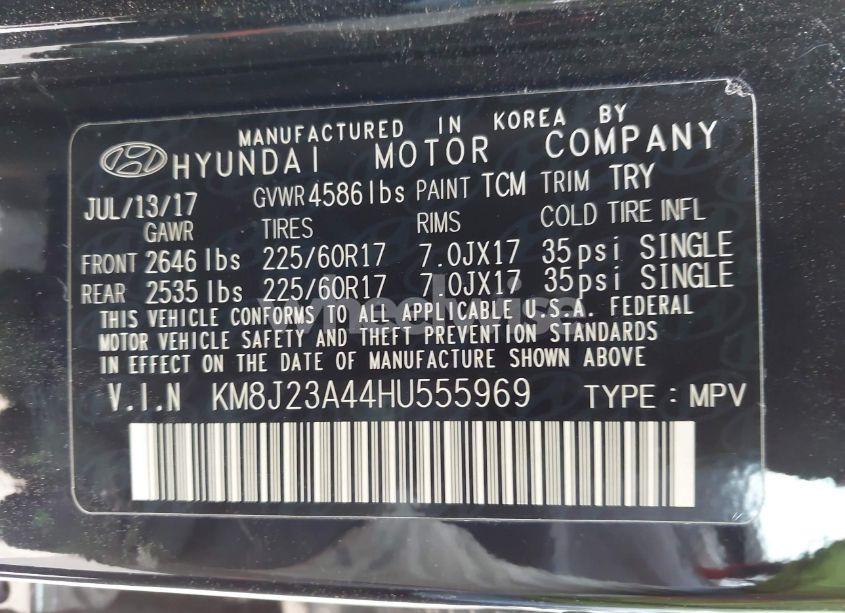 MANUFACTURED IN KOREA BY
HYUNDAI MOTOR COMPANY
JUL/13/17 GVWR 4586 lbs PAINT TCM TRIM TRY
GAWR TIRES RIMS COLD TIRE INFL
FRONT 2646 lbs 225/60R17 7.0JX17 35psi SINGLE
REAR 2535 lbs 225/60R17 7.0JX17 35psi SINGLE
THIS VEHICLE CONFORMS TO ALL APPLICABLE U.S.A. FEDERAL
MOTOR VEHICLE SAFETY AND THEFT PREVENTION STANDARDS
IN EFFECT ON THE DATE OF MANUFACTURE SHOWN ABOVE
V.I.N KM8J23A44HU555969 TYPE : MPV